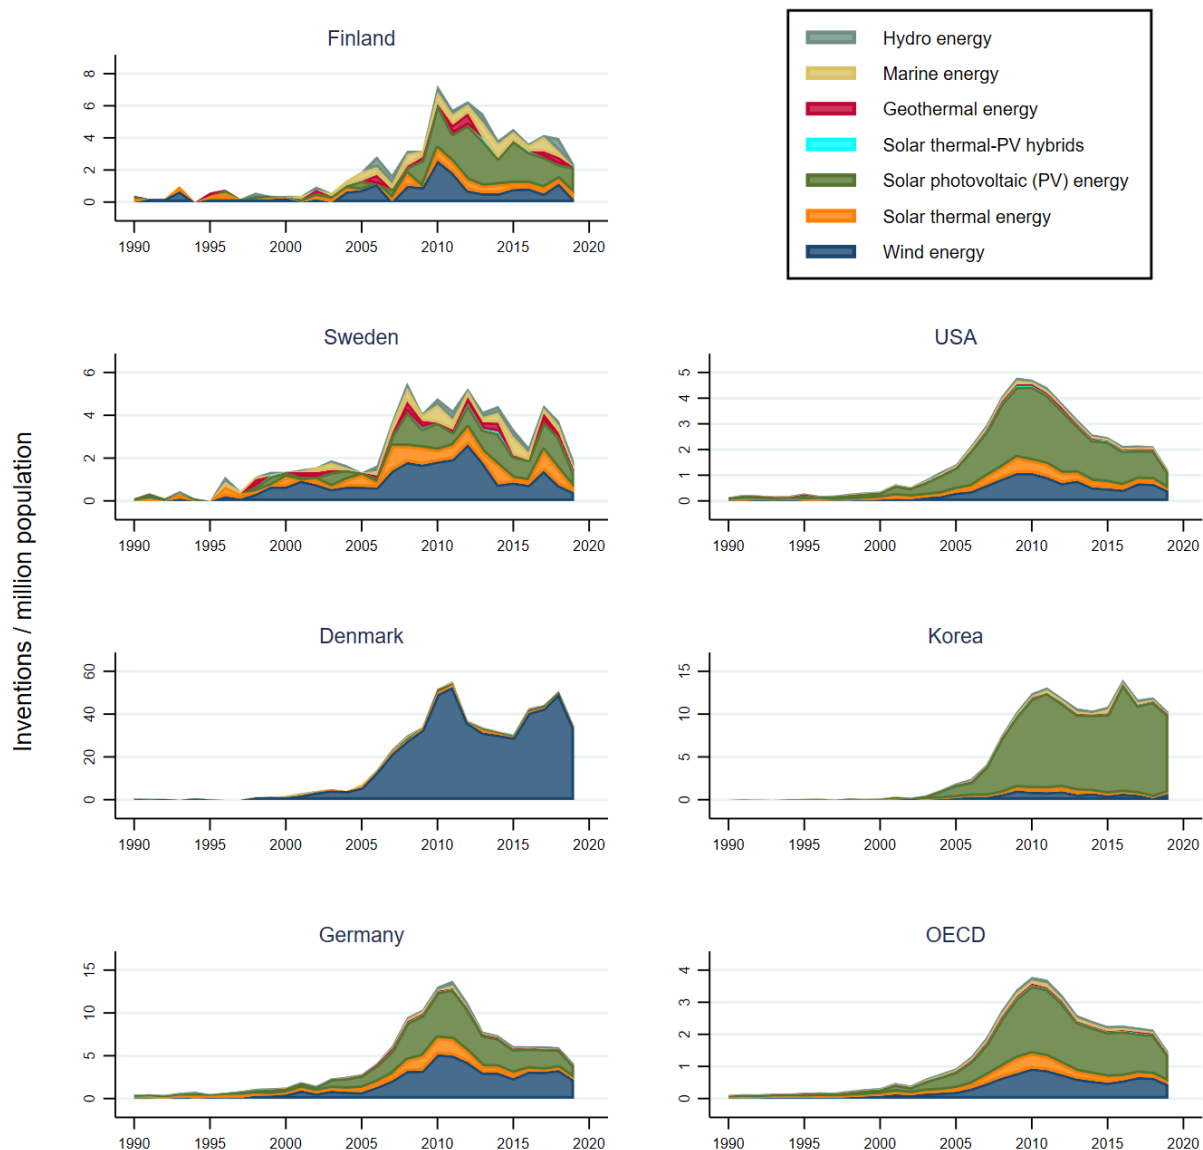 Finland
8
6
4
2
0
1990 1995 2000 2005 2010 2015 2020
Hydro energy
Marine energy
Geothermal energy
Solar thermal-PV hybrids
Solar photovoltaic (PV) energy
Solar thermal energy
Wind energy
Inventions / million population
Sweden
6
4
2
0
1990 1995 2000 2005 2010 2015 2020
USA
5
4
3
2
1
0
1990 1995 2000 2005 2010 2015 2020
Denmark
60
40
20
0
1990 1995 2000 2005 2010 2015 2020
Korea
15
10
5
0
1990 1995 2000 2005 2010 2015 2020
Germany
15
10
5
0
1990 1995 2000 2005 2010 2015 2020
OECD
4
3
2
1
0
1990 1995 2000 2005 2010 2015 2020